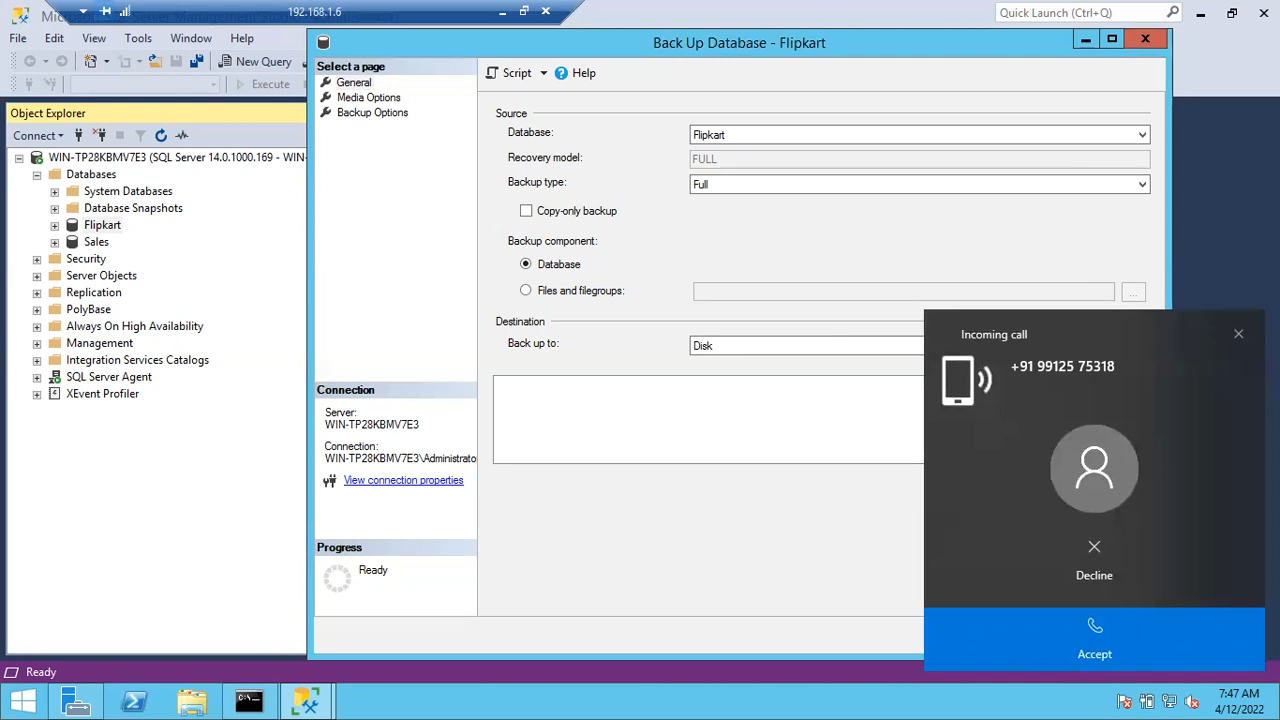 192.168.1.6
Quick Launch (Ctrl+Q)
File Edit View Tools Window Help
New Query
Execute
Object Explorer
Connect
WIN-TP28KBMV7E3 (SQL Server 14.0.1000.169 - WIN-
Databases
System Databases
Database Snapshots
Flipkart
Sales
Security
Server Objects
Replication
PolyBase
Always On High Availability
Management
Integration Services Catalogs
SQL Server Agent
XEvent Profiler
Ready
Back Up Database - Flipkart
Select a page
General
Media Options
Backup Options
Connection
Server:
WIN-TP28KBMV7E3
Connection:
WIN-TP28KBMV7E3\Administrato
View connection properties
Progress
Ready
Script Help
Source
Database: Flipkart
Recovery model: FULL
Backup type: Full
Copy-only backup
Backup component:
Database
Files and filegroups: ...
Destination
Back up to: Disk
Incoming call
+91 99125 75318
Decline
Accept
7:47 AM
4/12/2022